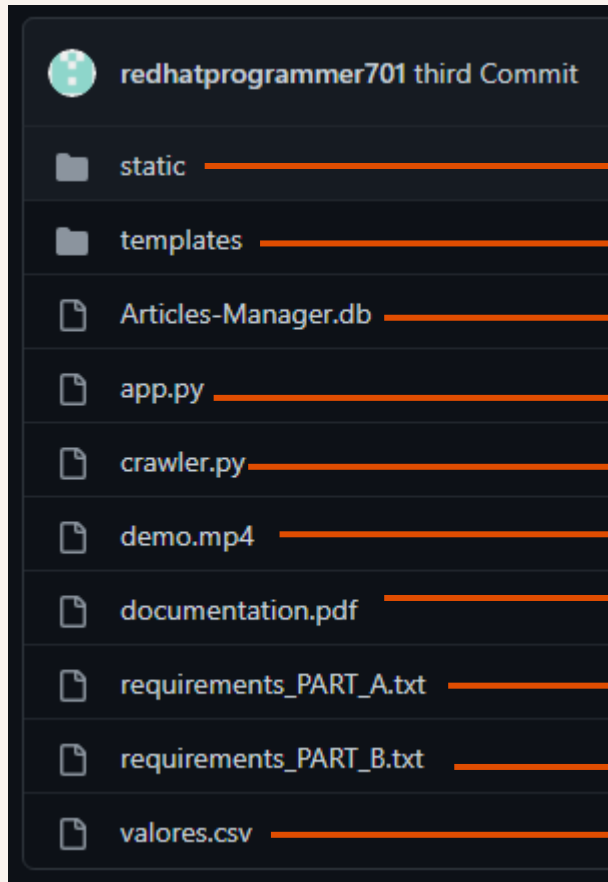 redhatprogrammer701 third Commit
static
templates
Articles-Manager.db
app.py
crawler.py
demo.mp4
documentation.pdf
requirements_PART_A.txt
requirements_PART_B.txt
valores.csv